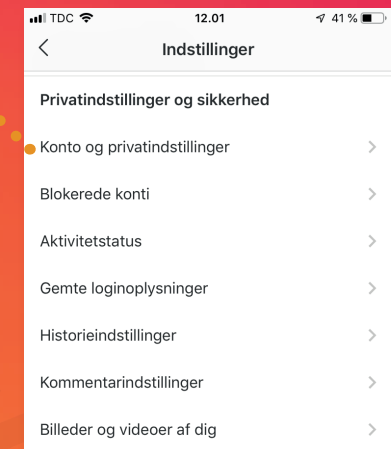 TDC 12.01 41 %
Indstillinger
Privatindstillinger og sikkerhed
Konto og privatindstillinger
Blokerede konti
Aktivitetstatus
Gemte loginoplysninger
Historieindstillinger
Kommentarindstillinger
Billeder og videoer af dig